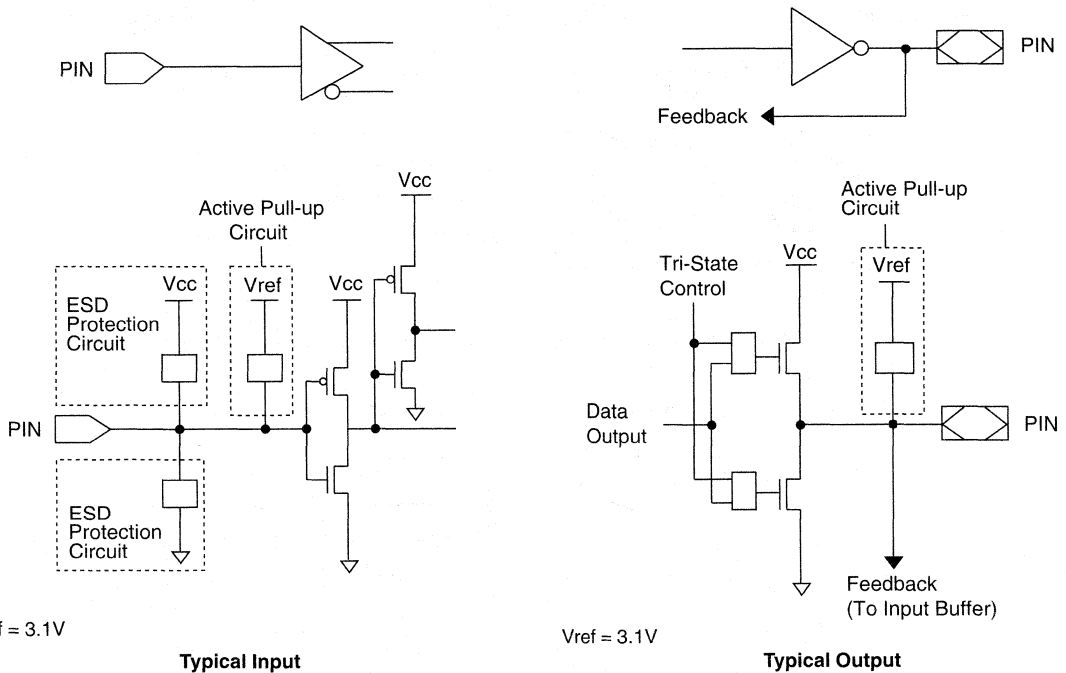 PIN
PIN
Feedback
Vcc
Active Pull-up
Circuit
Vcc
Vref
Vcc
ESD
Protection
Circuit
PIN
ESD
Protection
Circuit
f = 3.1V
Typical Input
Active Pull-up
Circuit
Vcc
Vref
Tri-State
Control
Data
Output
PIN
Feedback
(To Input Buffer)
Vref = 3.1V
Typical Output